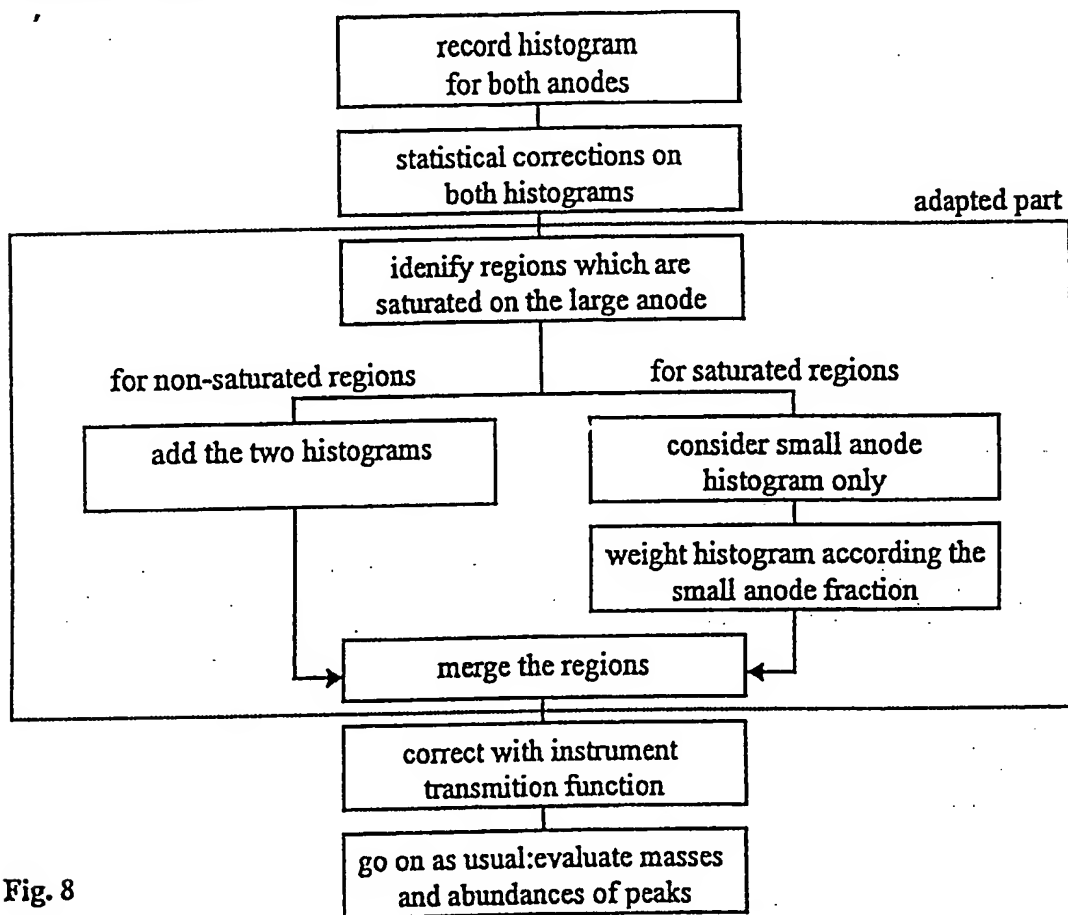 record histogram
for both anodes
statistical corrections on
both histograms
adapted part
idenify regions which are
saturated on the large anode
for non-saturated regions
for saturated regions
add the two histograms
consider small anode
histogram only
weight histogram according the
small anode fraction
merge the regions
correct with instrument
transmition function
go on as usual:evaluate masses
and abundances of peaks
Fig. 8